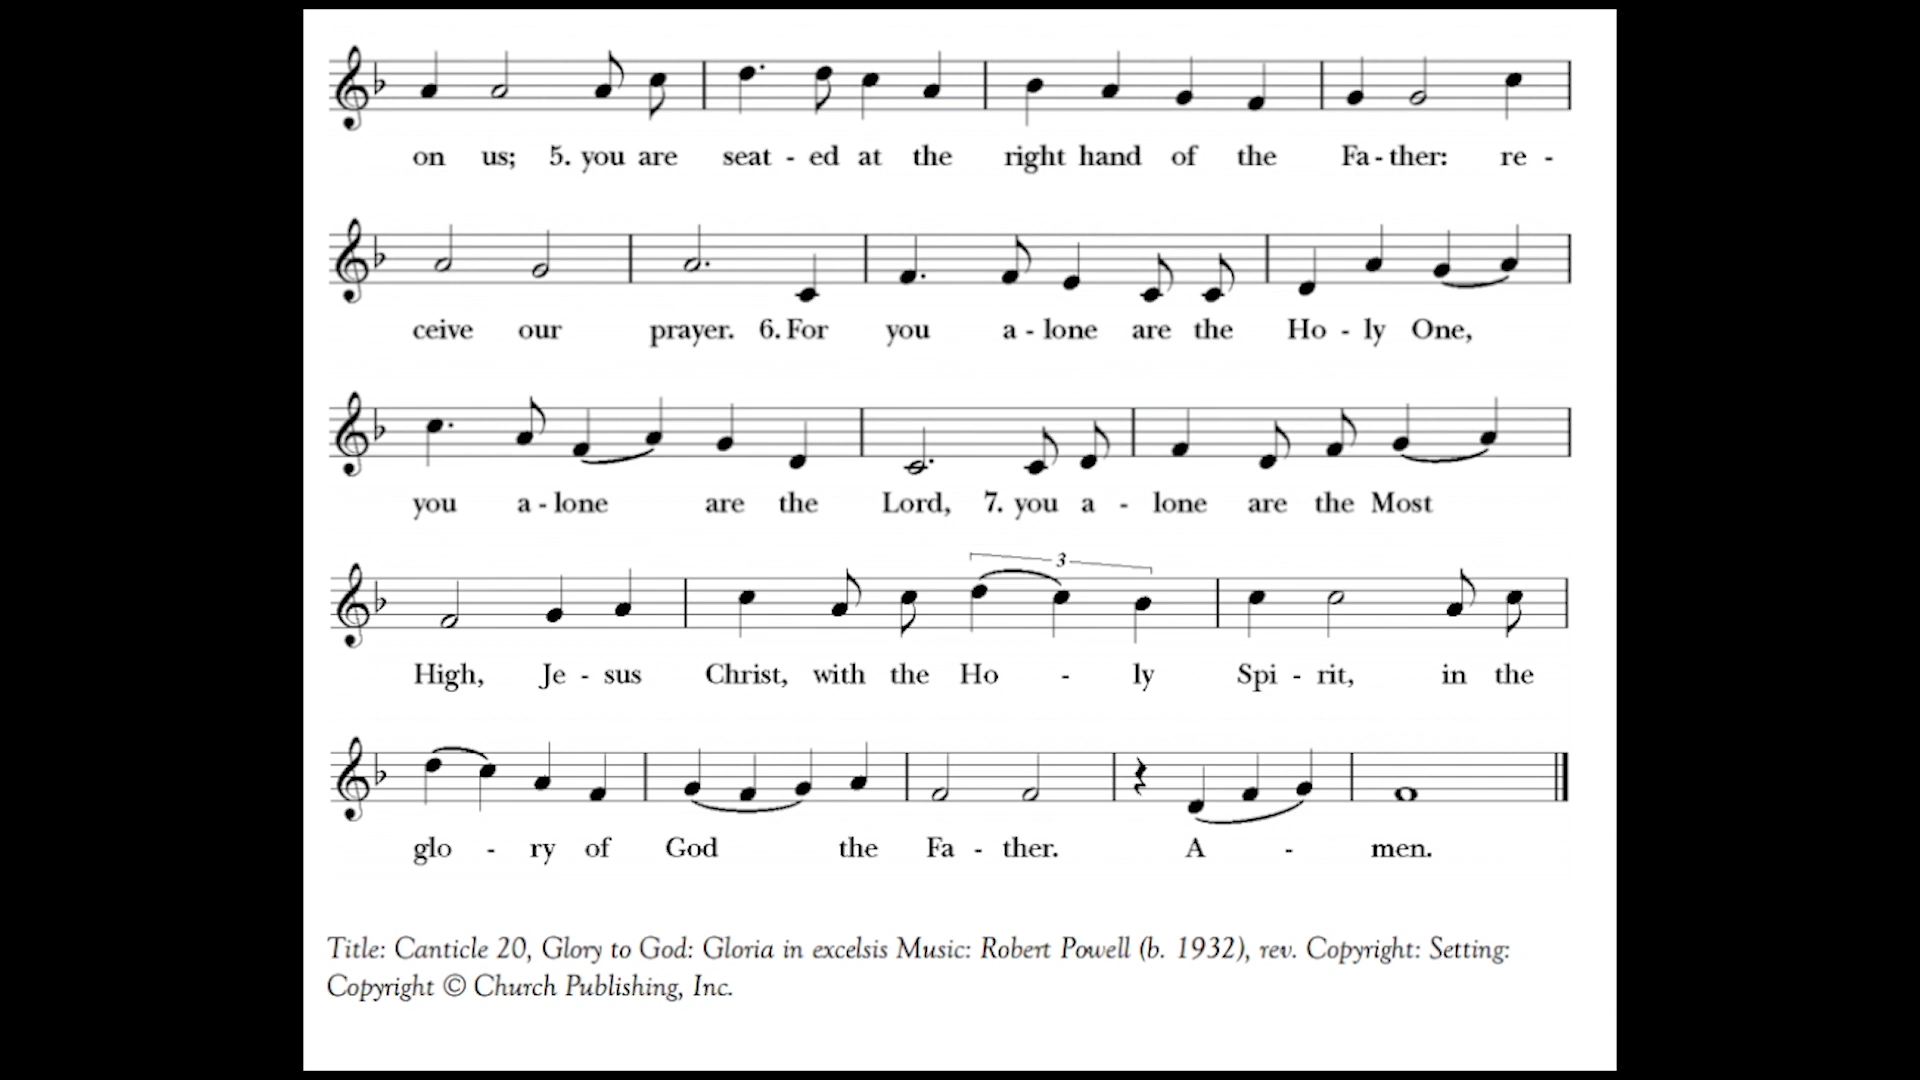 on us; 5. you are seat - ed at the right hand of the Fa - ther: re -
ceive our prayer. 6. For you a - lone are the Ho - ly One,
you a - lone are the Lord, 7. you a - lone are the Most
3
High, Je - sus Christ, with the Ho - ly Spi - rit, in the
glo - ry of God the Fa - ther. A - men.
Title: Canticle 20, Glory to God: Gloria in excelsis Music: Robert Powell (b. 1932), rev. Copyright: Setting:
Copyright © Church Publishing, Inc.